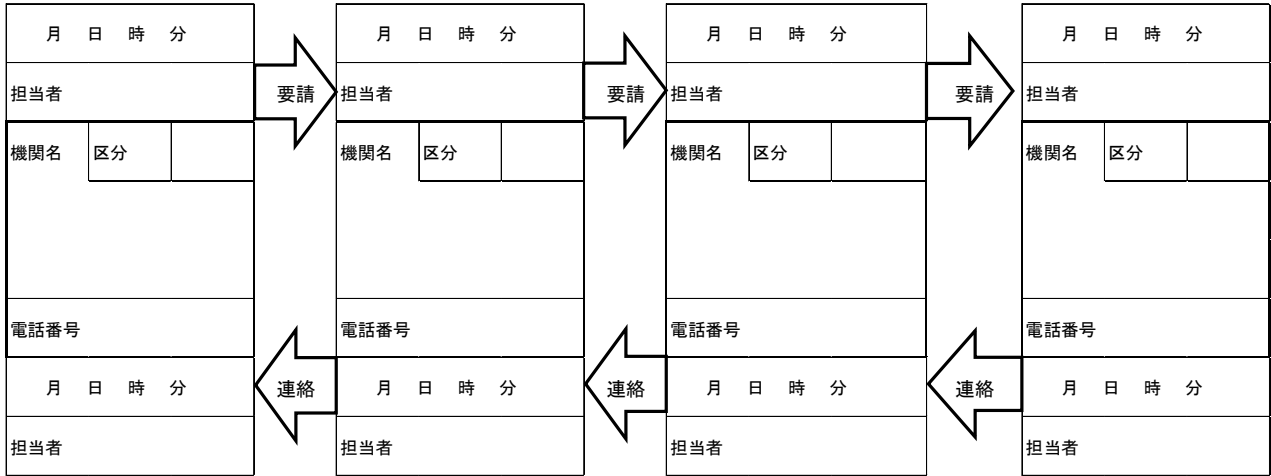 月 日 時 分 月 日 時 分 月 日 時 分 月 日 時 分
担当者 要請 担当者 要請 担当者 要請 担当者
機関名 区分 機関名 区分 機関名 区分 機関名 区分
電話番号 電話番号 電話番号 電話番号
月 日 時 分 連絡 月 日 時 分 連絡 月 日 時 分 連絡 月 日 時 分
担当者 担当者 担当者 担当者